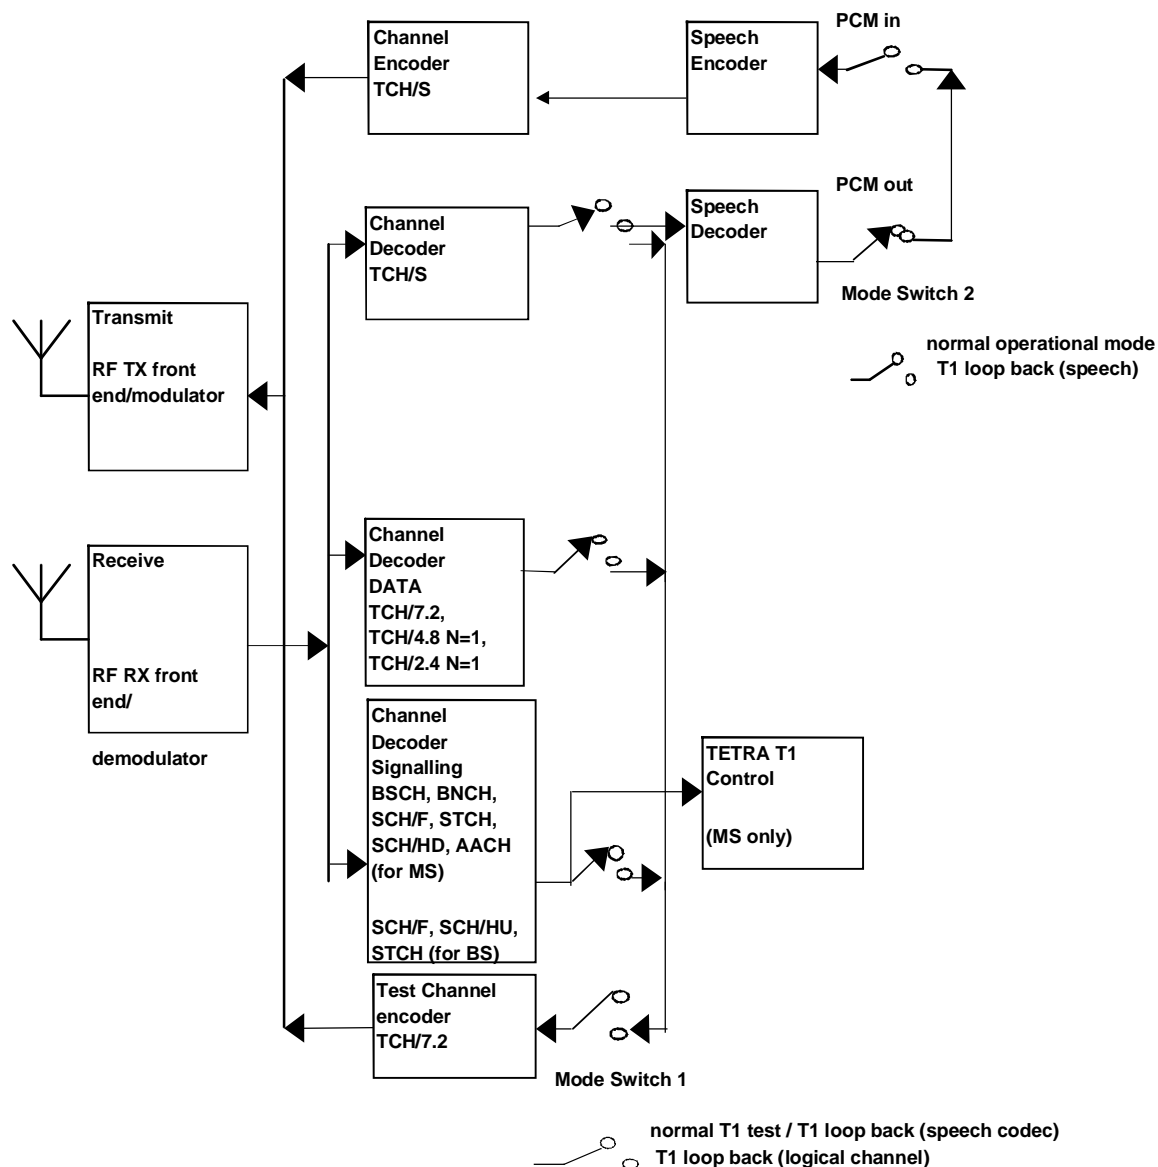 PCM in
Channel
Encoder
TCH/S
Speech
Encoder
PCM out
Channel
Decoder
TCH/S
Speech
Decoder
Mode Switch 2
normal operational mode
T1 loop back (speech)
Transmit
RF TX front
end/modulator
Receive
RF RX front
end/
demodulator
Channel
Decoder
DATA
TCH/7.2,
TCH/4.8 N=1,
TCH/2.4 N=1
Channel
Decoder
Signalling
BSCH, BNCH,
SCH/F, STCH,
SCH/HD, AACH
(for MS)
SCH/F, SCH/HU,
STCH (for BS)
TETRA T1
Control
(MS only)
Test Channel
encoder
TCH/7.2
Mode Switch 1
normal T1 test / T1 loop back (speech codec)
T1 loop back (logical channel)